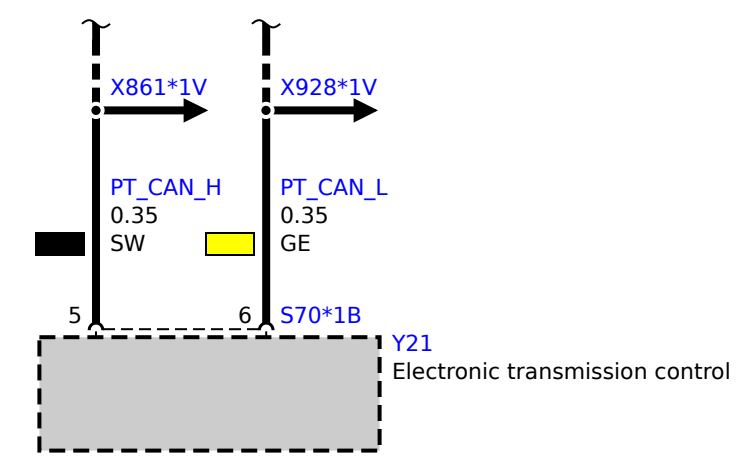 X861*1V
X928*1V
PT_CAN_H
0.35
SW
PT_CAN_L
0.35
GE
5
6
S70*1B
Y21
Electronic transmission control